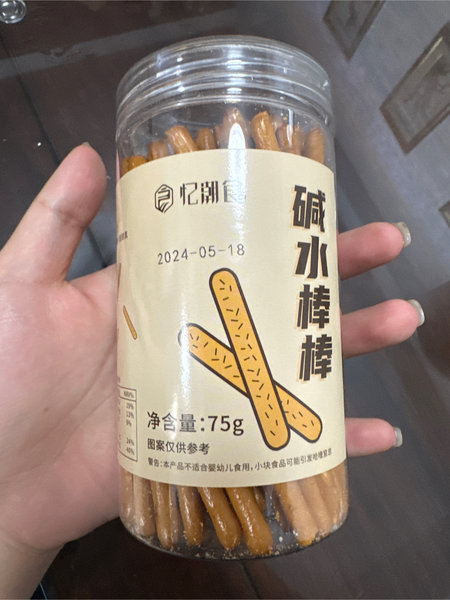 忆潮食
碱水棒棒
2024-05-18
净含量:75g
图案仅供参考
警告:本产品不适合婴幼儿食用,小块食品可能引发哈噎窒息